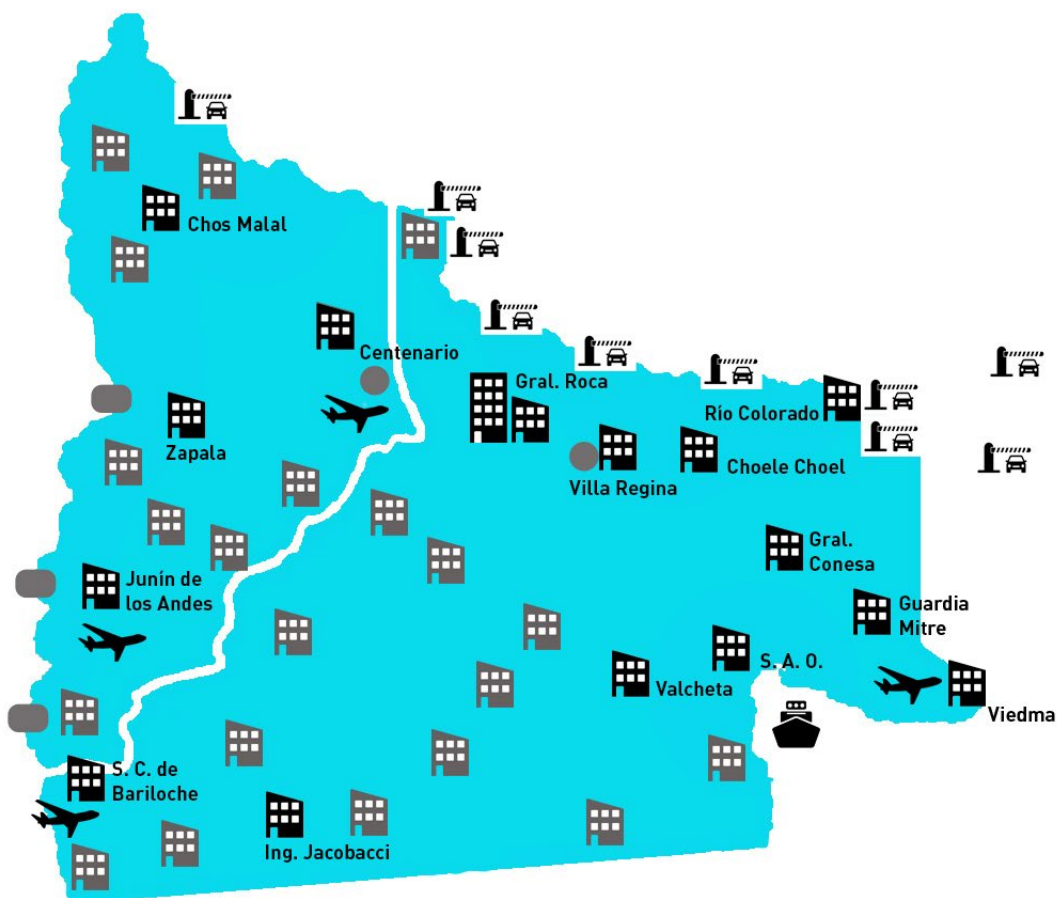 Chos Malal
Centenario
Gral. Roca
Río Colorado
Zapala
Choele Choel
Villa Regina
Gral.
Conesa
Junín de
los Andes
Guardia
Mitre
S. A. O.
Valcheta
Viedma
S. C. de
Bariloche
Ing. Jacobacci